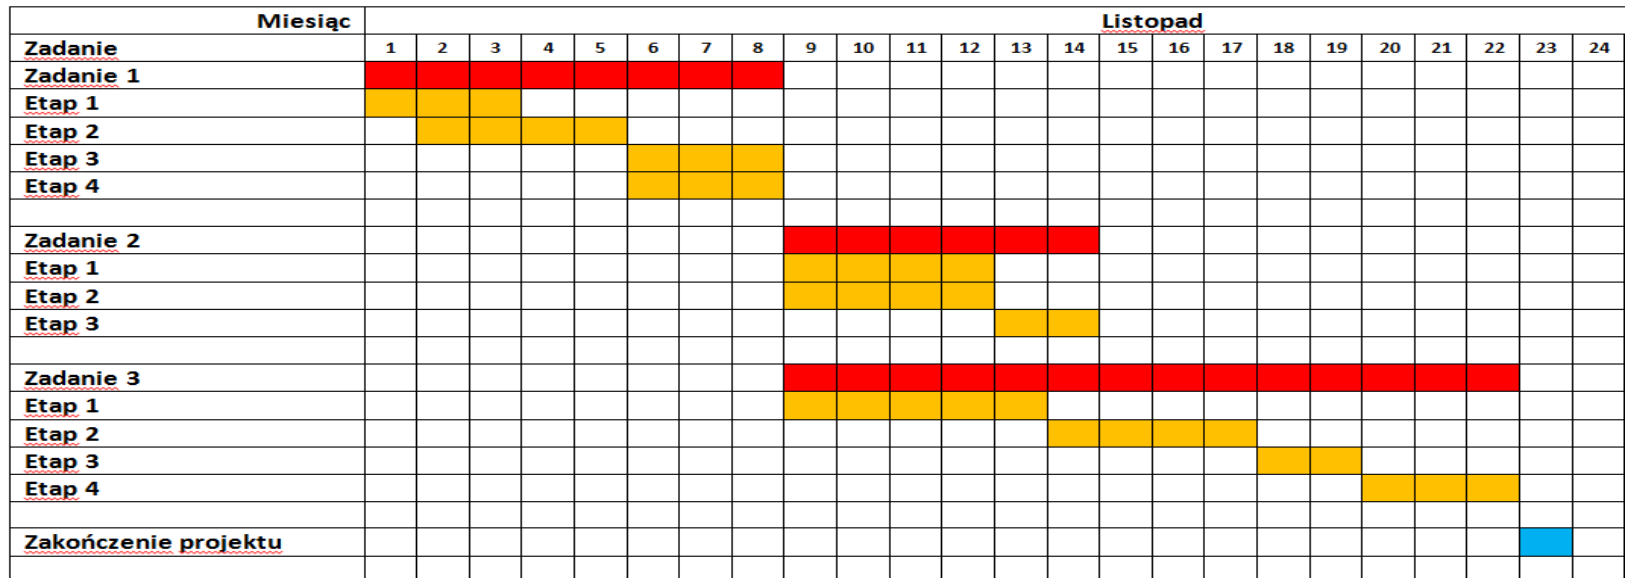 Miesiąc Listopad
Zadanie 1 2 3 4 5 6 7 8 9 10 11 12 13 14 15 16 17 18 19 20 21 22 23 24
Zadanie 1
Etap 1
Etap 2
Etap 3
Etap 4
Zadanie 2
Etap 1
Etap 2
Etap 3
Zadanie 3
Etap 1
Etap 2
Etap 3
Etap 4
Zakończenie projektu